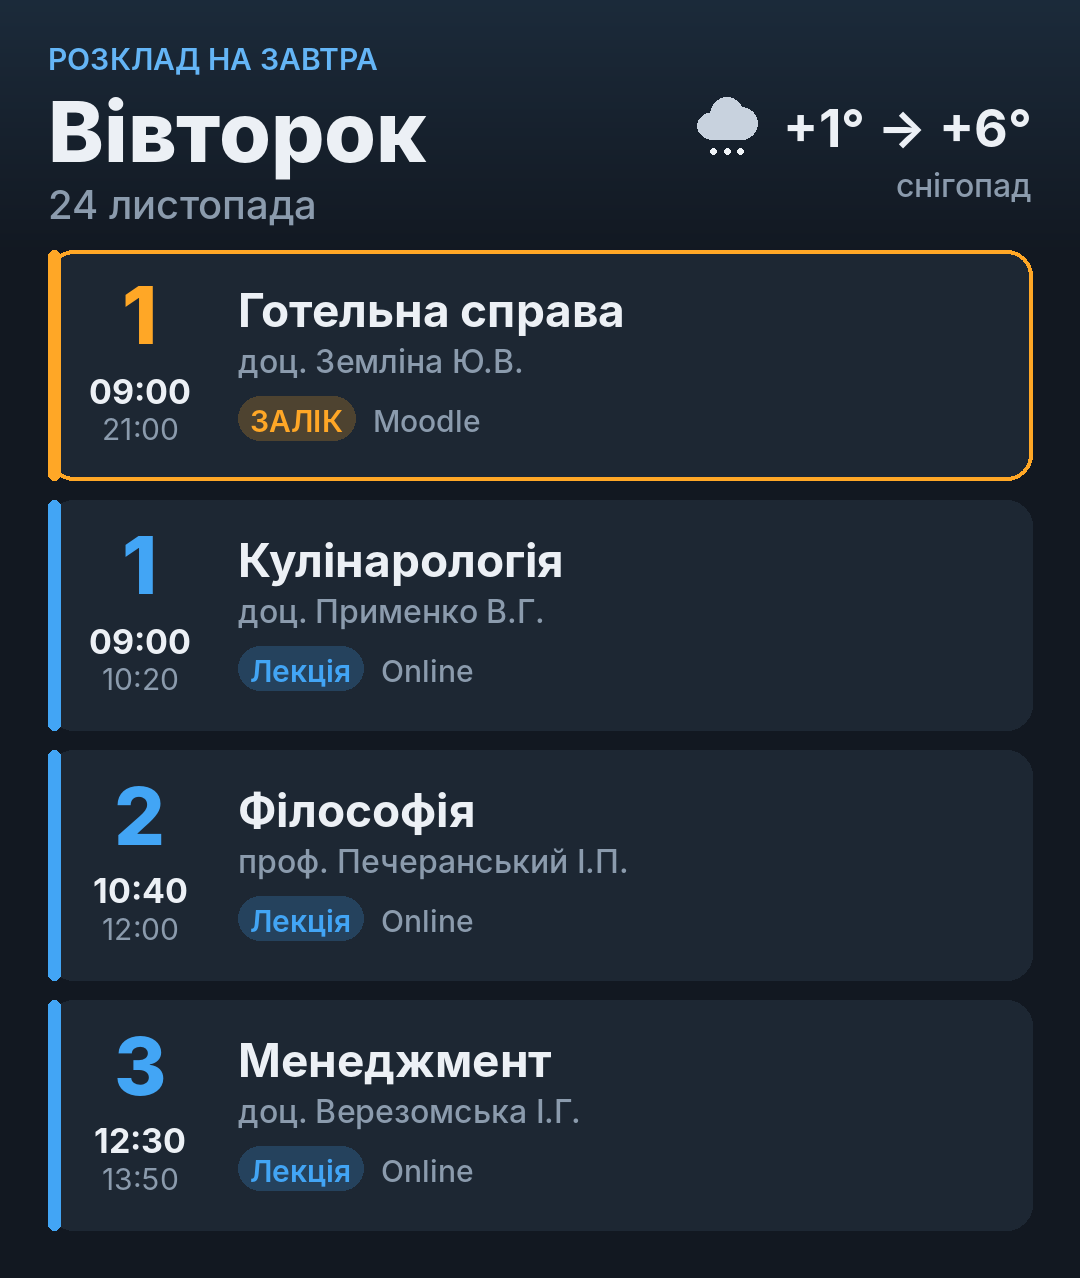 РОЗКЛАД НА ЗАВТРА
Вівторок
24 листопада
+1° → +6°
снігопад
1
09:00
21:00
Готельна справа
доц. Земліна Ю.В.
ЗАЛІК Moodle
1
09:00
10:20
Кулінарологія
доц. Применко В.Г.
Лекція Online
2
10:40
12:00
Філософія
проф. Печеранський І.П.
Лекція Online
3
12:30
13:50
Менеджмент
доц. Верезомська І.Г.
Лекція Online